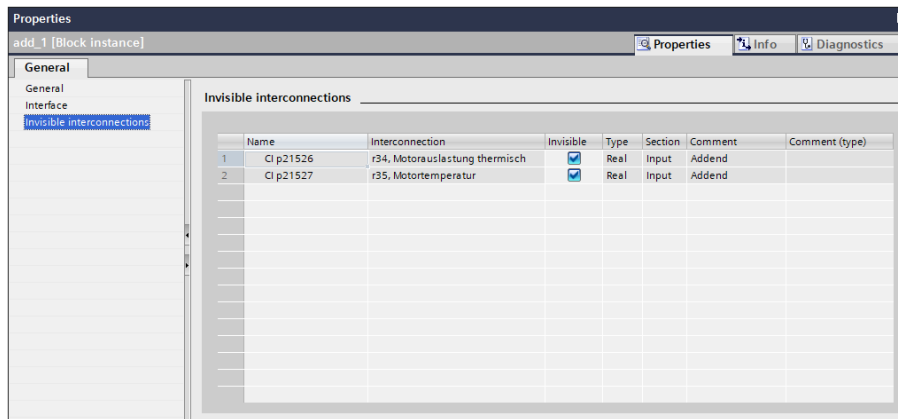 Properties
add_1 [Block instance]
Properties Info Diagnostics
General
General
Interface
Invisible interconnections
Invisible interconnections
Name Interconnection Invisible Type Section Comment Comment (type)
1 CI p21526 r34, Motorauslastung thermisch Real Input Addend
2 CI p21527 r35, Motortemperatur Real Input Addend